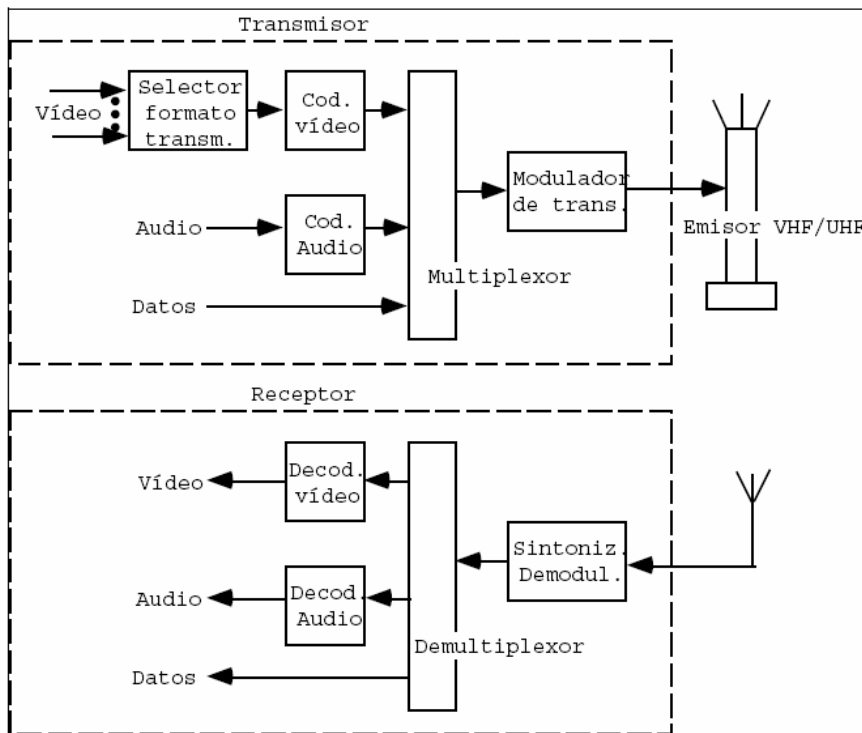 Transmisor
Vídeo
Selector
formato
transm.
Cod.
vídeo
Audio
Cod.
Audio
Datos
Multiplexor
Modulador
de trans.
Emisor VHF/UHF
Receptor
Vídeo
Decod.
vídeo
Audio
Decod.
Audio
Datos
Demultiplexor
Sintoniz.
Demodul.